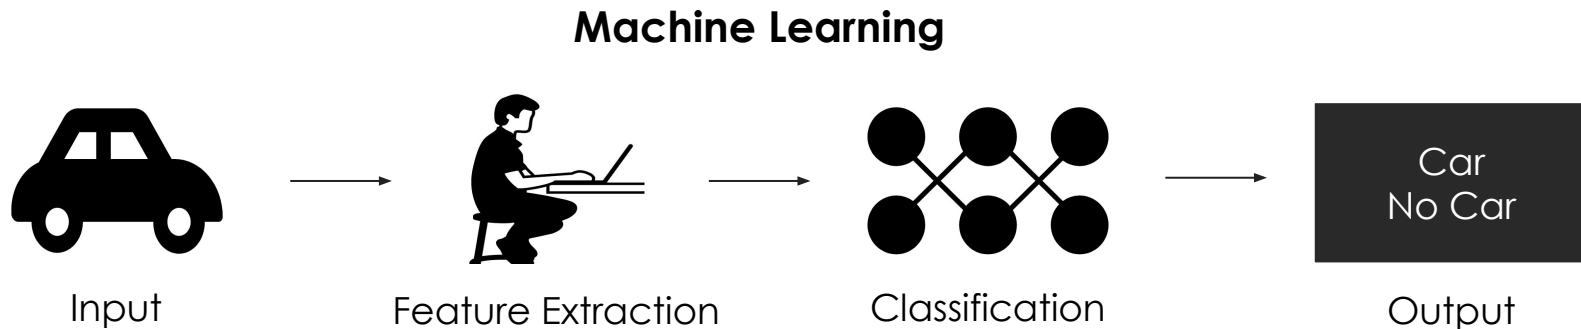 Machine Learning
Car
No Car
Input
Feature Extraction
Classification
Output